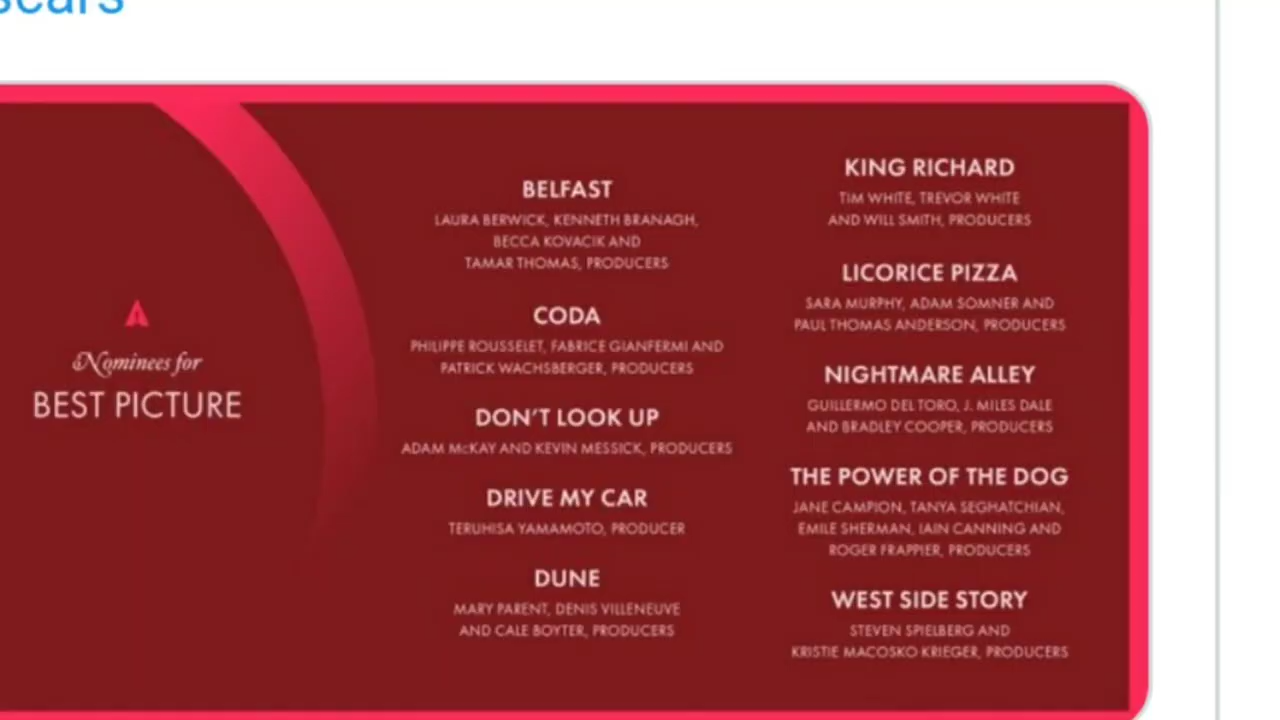 scars
Nominees for
BEST PICTURE
BELFAST
LAURA BERWICK, KENNETH BRANAGH,
BECCA KOVACIK AND
TAMAR THOMAS, PRODUCERS
CODA
PHILIPPE ROUSSELET, FABRICE GIANFERMI AND
PATRICK WACHSBERGER, PRODUCERS
DON'T LOOK UP
ADAM McKAY AND KEVIN MESSICK, PRODUCERS
DRIVE MY CAR
TERUHISA YAMAMOTO, PRODUCER
DUNE
MARY PARENT, DENIS VILLENEUVE
AND CALE BOYTER, PRODUCERS
KING RICHARD
TIM WHITE, TREVOR WHITE
AND WILL SMITH, PRODUCERS
LICORICE PIZZA
SARA MURPHY, ADAM SOMNER AND
PAUL THOMAS ANDERSON, PRODUCERS
NIGHTMARE ALLEY
GUILLERMO DEL TORO, J. MILES DALE
AND BRADLEY COOPER, PRODUCERS
THE POWER OF THE DOG
JANE CAMPION, TANYA SEGHATCHIAN,
EMILE SHERMAN, IAIN CANNING AND
ROGER FRAPPIER, PRODUCERS
WEST SIDE STORY
STEVEN SPIELBERG AND
KRISTIE MACOSKO KRIEGER, PRODUCERS